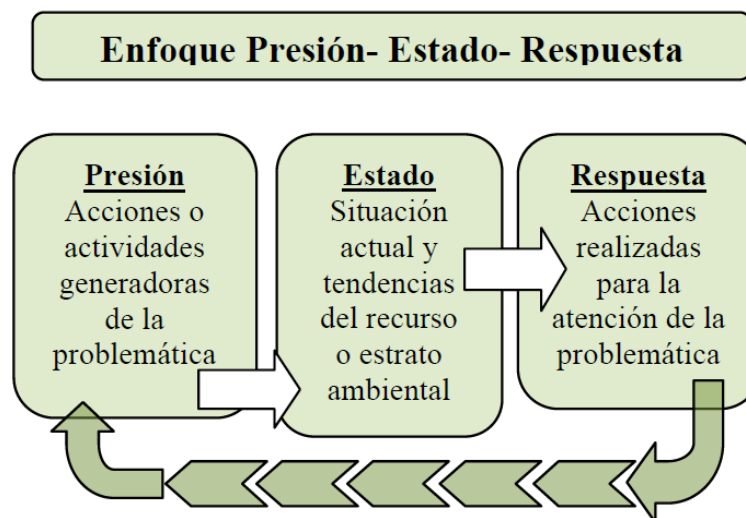 Enfoque Presión- Estado- Respuesta
Presión
Acciones o
actividades
generadoras
de la
problemática
Estado
Situación
actual y
tendencias
del recurso
o estrato
ambiental
Respuesta
Acciones
realizadas
para la
atención de la
problemática